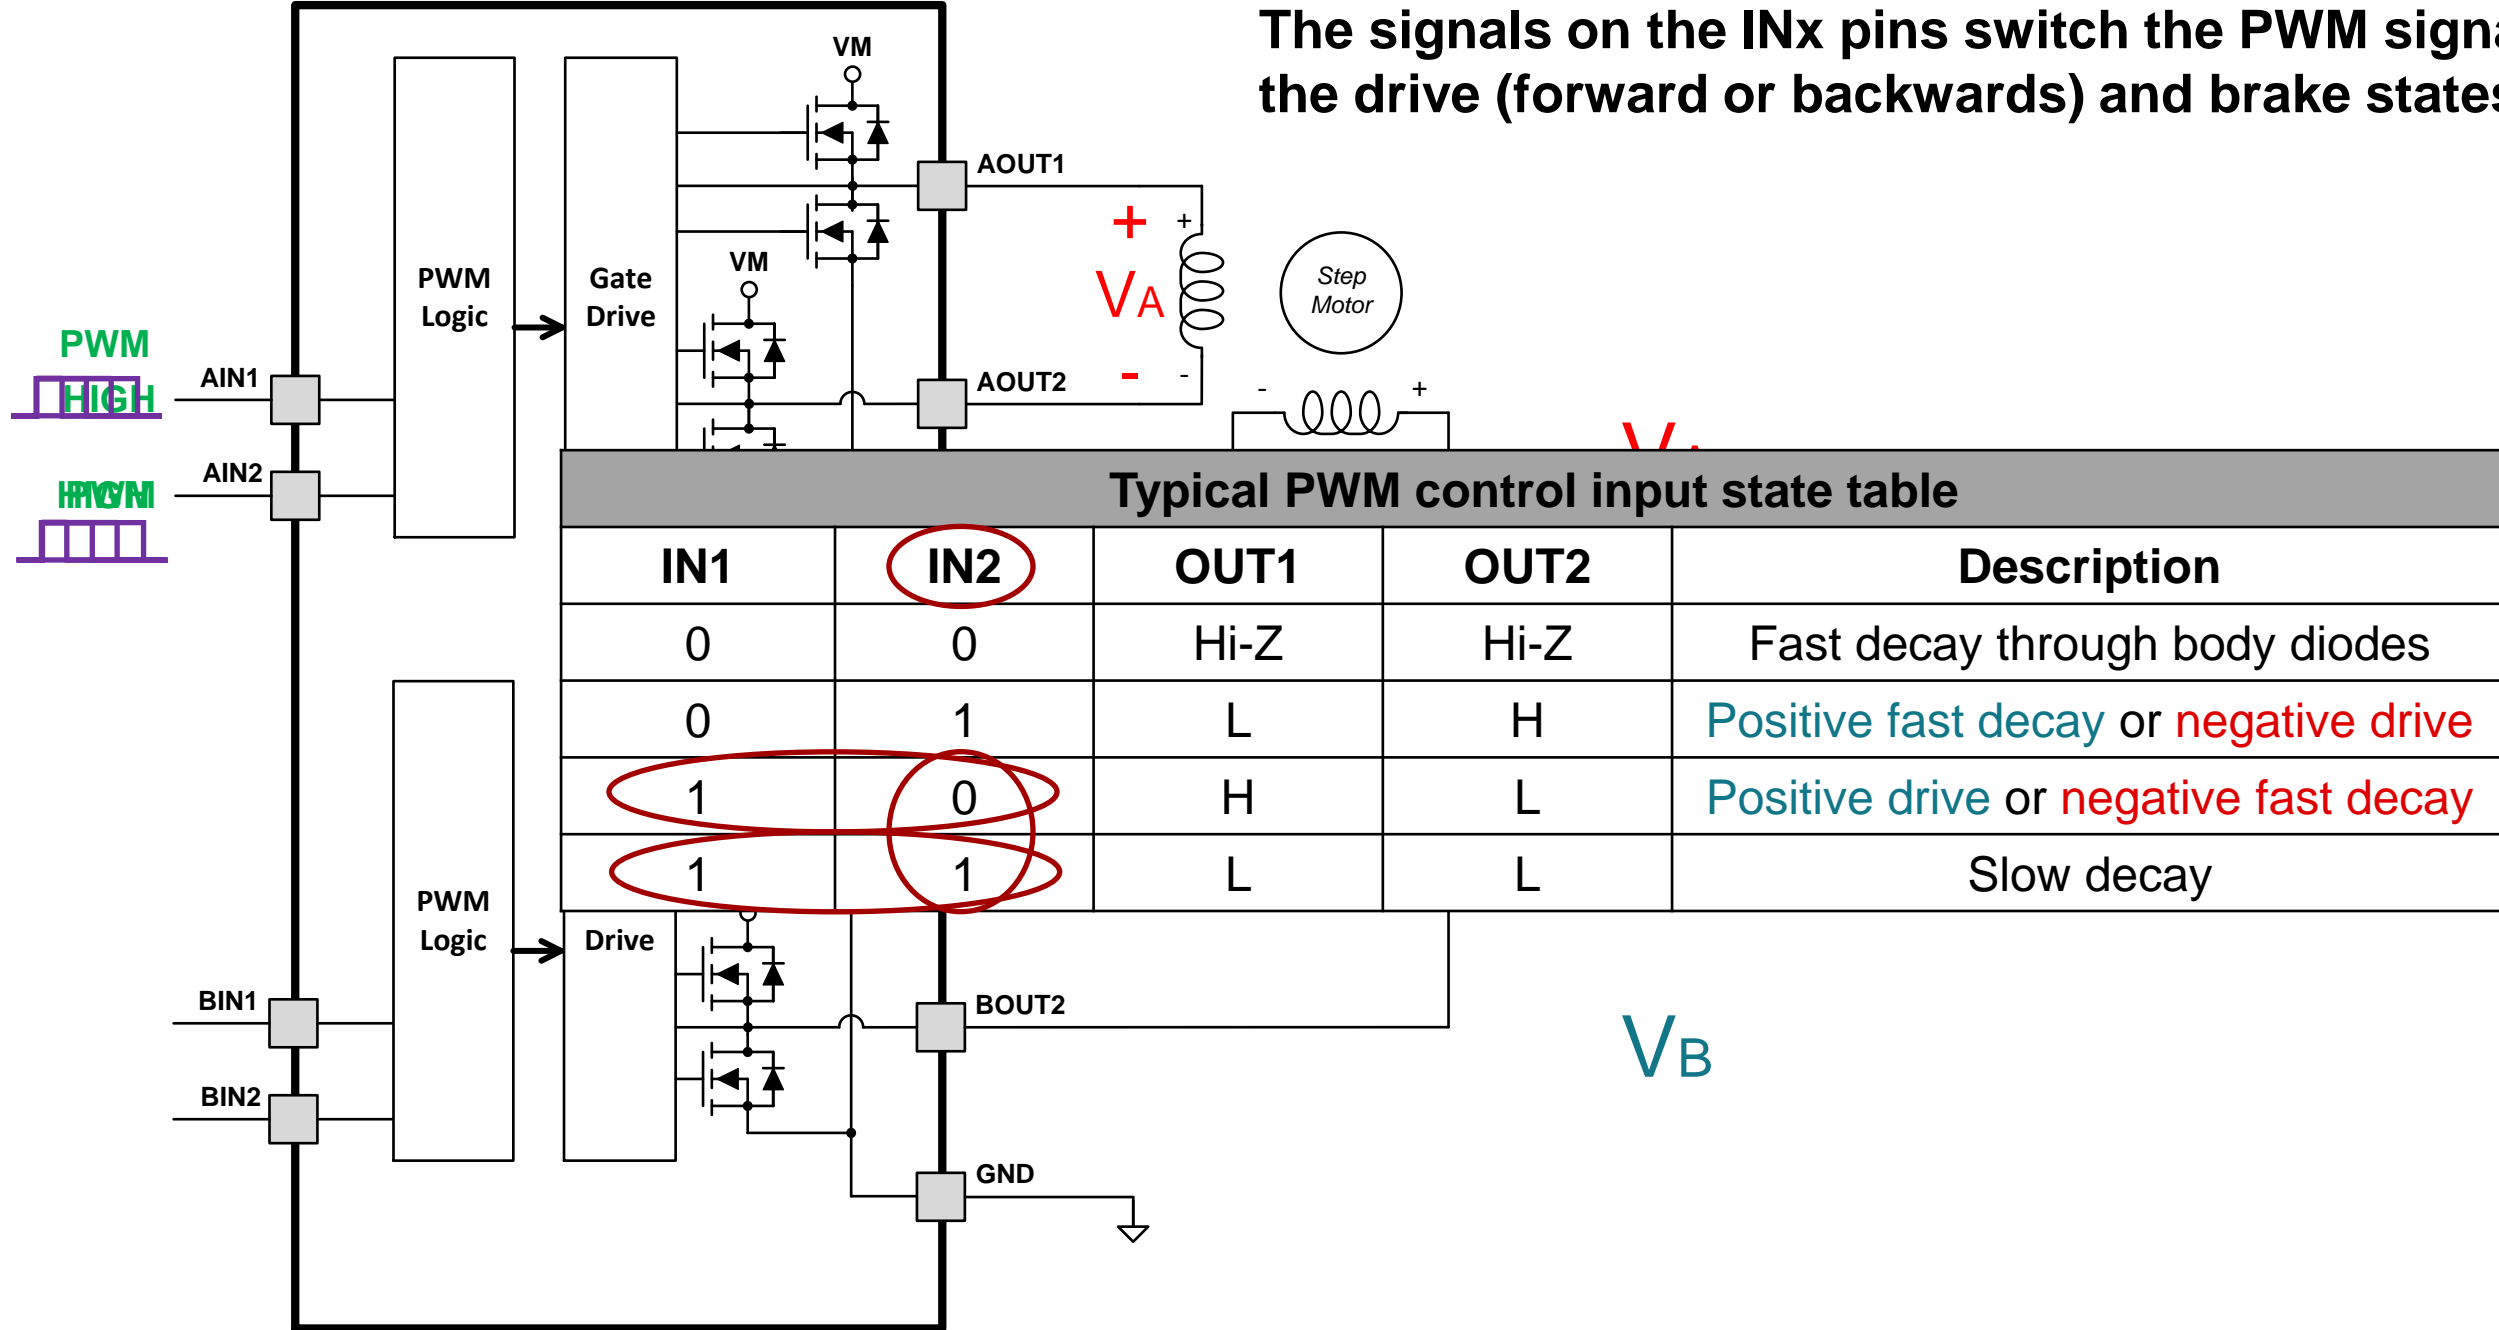 The signals on the INx pins switch the PWM signa
the drive (forward or backwards) and brake states
VM
AOUT1
+
+
VM
PWM
Logic
Gate
Drive
VA
Step
Motor
PWM
AIN1
HIGH
AOUT2
-
-
-
+
AIN2
Typical PWM control input state table
IN1 IN2 OUT1 OUT2 Description
0 0 Hi-Z Hi-Z Fast decay through body diodes
0 1 L H Positive fast decay or negative drive
1 0 H L Positive drive or negative fast decay
1 1 L L Slow decay
PWM
Logic
Drive
BIN1
BOUT2
VB
BIN2
GND